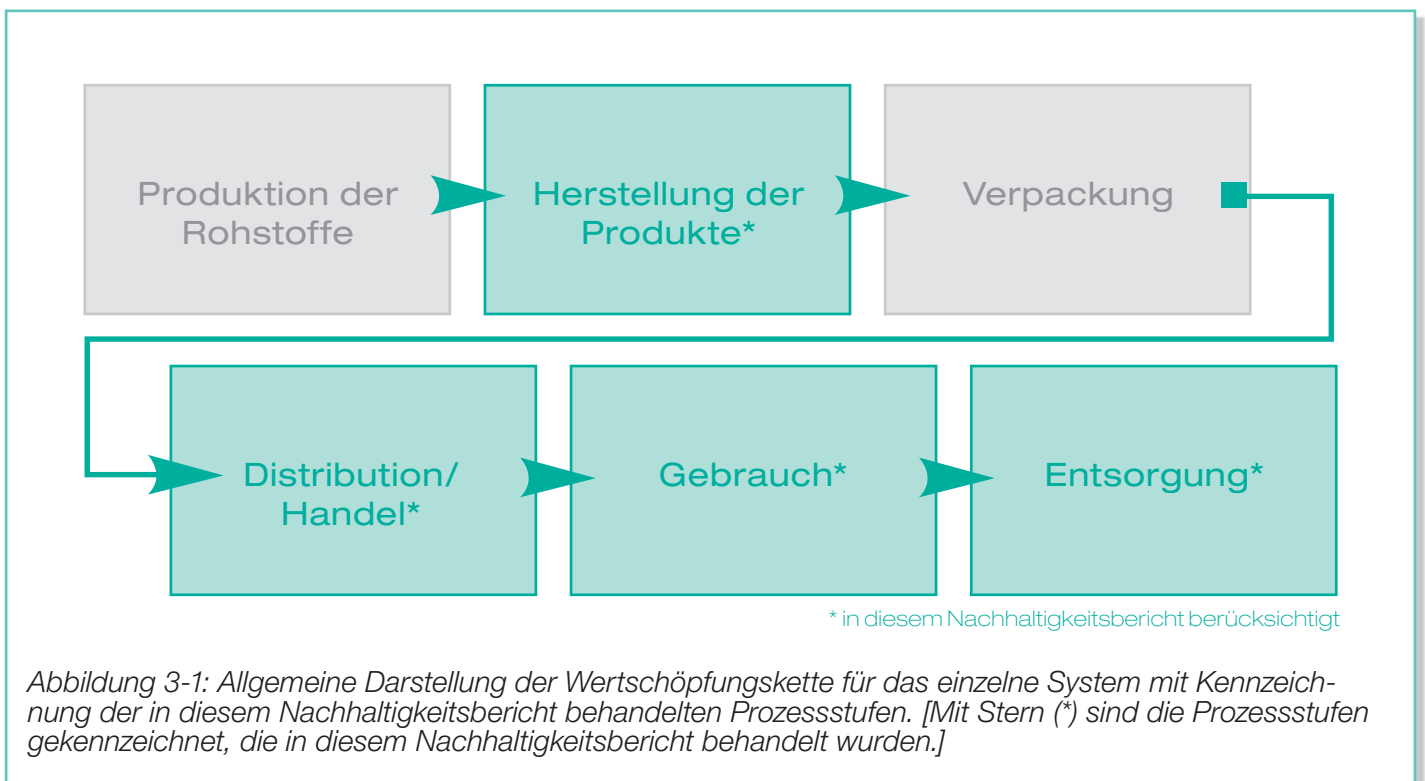 Produktion der
Rohstoffe
Herstellung der
Produkte*
Verpackung
Distribution/
Handel*
Gebrauch*
Entsorgung*
* in diesem Nachhaltigkeitsbericht berücksichtigt
Abbildung 3-1: Allgemeine Darstellung der Wertschöpfungskette für das einzelne System mit Kennzeich-
nung der in diesem Nachhaltigkeitsbericht behandelten Prozessstufen. [Mit Stern (*) sind die Prozessstufen
gekennzeichnet, die in diesem Nachhaltigkeitsbericht behandelt wurden.]